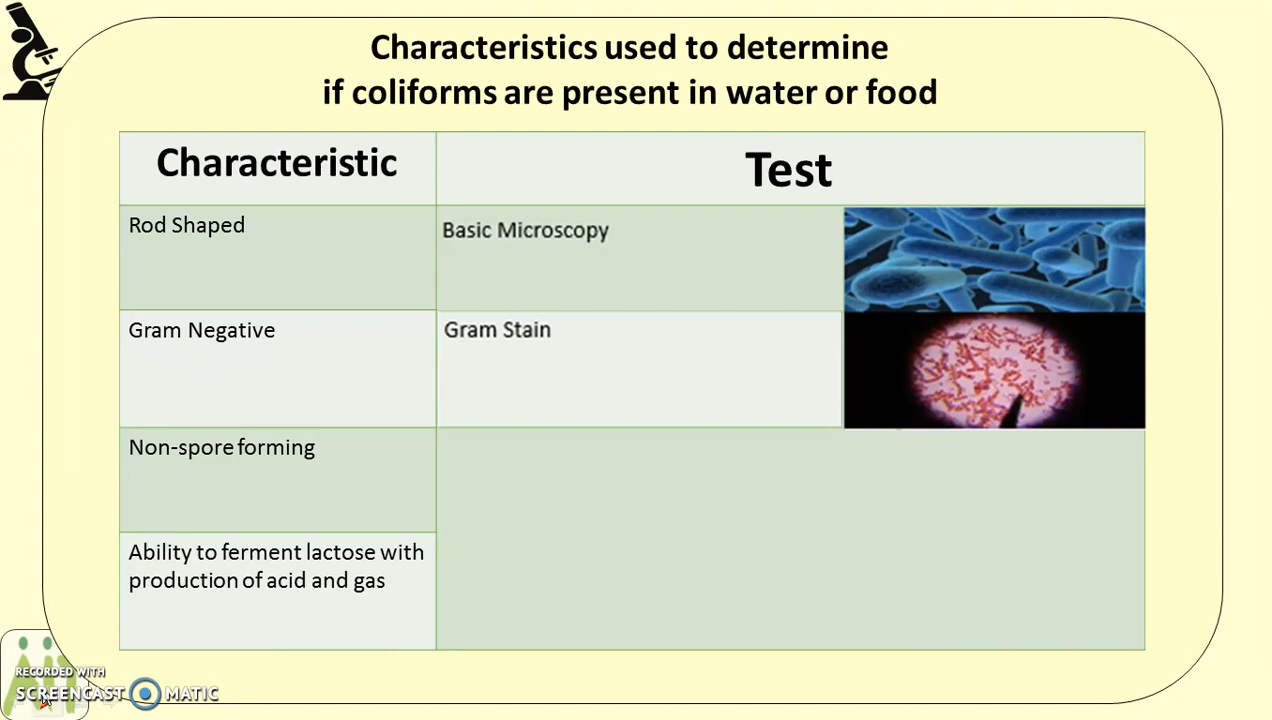 Characteristics used to determine
if coliforms are present in water or food
Characteristic
Test
Rod Shaped
Basic Microscopy
Gram Negative
Gram Stain
Non-spore forming
Ability to ferment lactose with
production of acid and gas
RECORDED WITH
SCREENCAST MATIC